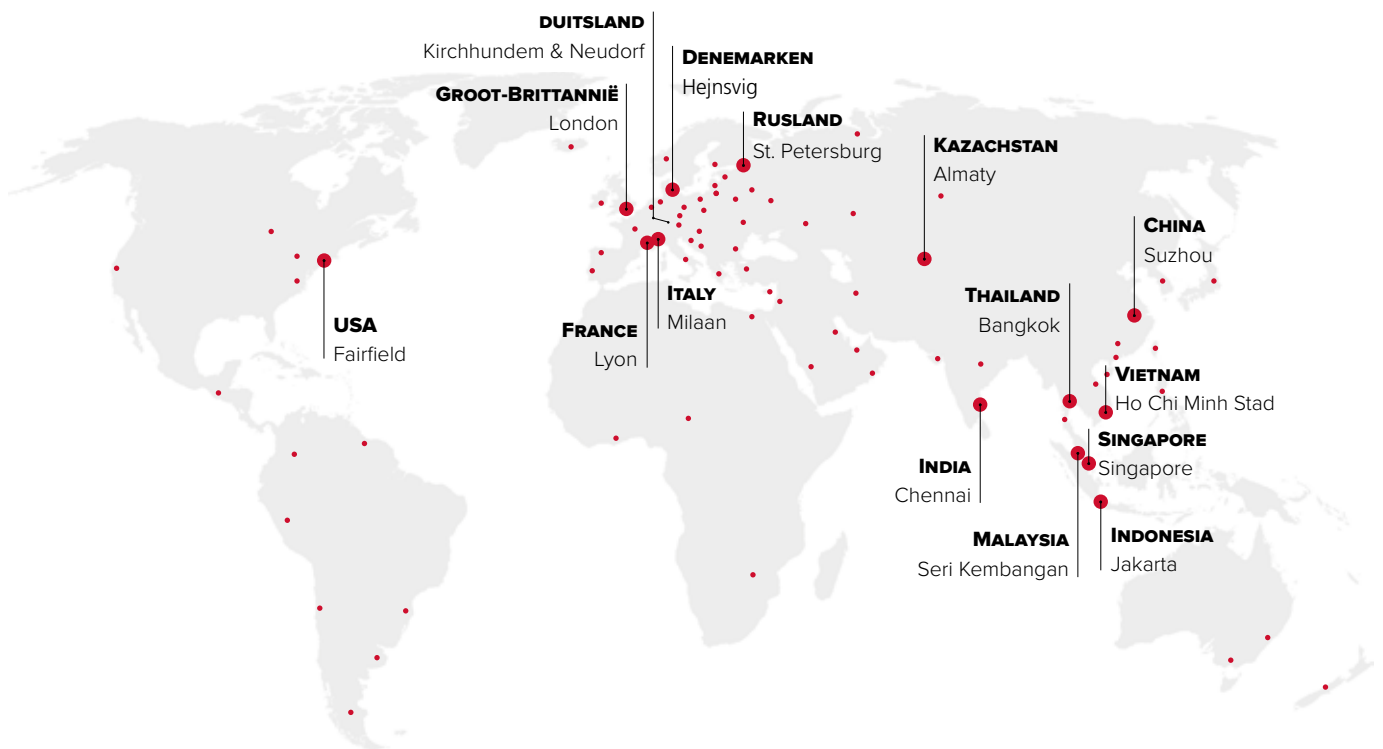 DUITSLAND
Kirchhundem & Neudorf
DENEMARKEN
Hejnsvig
GROOT-BRITTANNIË
London
RUSLAND
St. Petersburg
KAZACHSTAN
Almaty
CHINA
Suzhou
THAILAND
Bangkok
ITALY
Milaan
USA
Fairfield
FRANCE
Lyon
VIETNAM
Ho Chi Minh Stad
SINGAPORE
Singapore
INDIA
Chennai
MALAYSIA
Seri Kembangan
INDONESIA
Jakarta